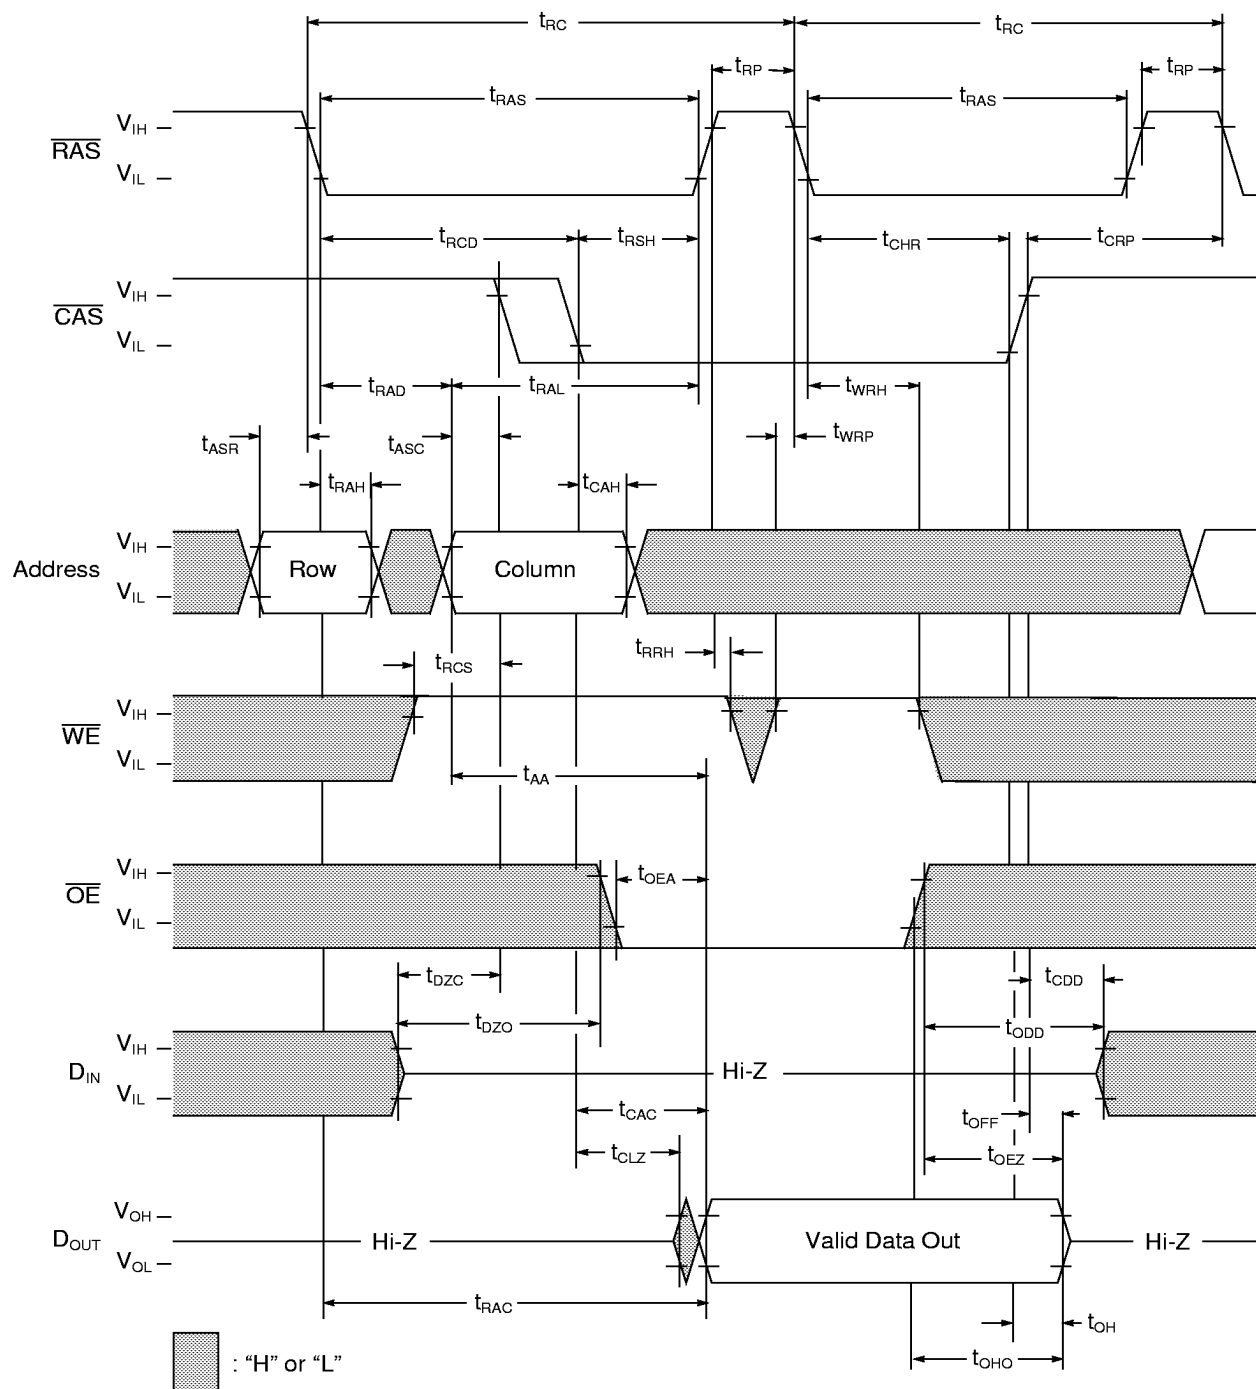 tRC tRC
tRP tRP
tRAS tRAS
VIH
RAS
VIL
tRCD tRSH tCHR tCRP
VIH
CAS
VIL
tRAD tRAL tWRH
tASR tASC tWRP
tRAH tCAH
VIH
Address Row Column
VIL
tRCS tRRH
VIH
WE
VIL
tAA
VIH
tOEA
OE
VIL
tDZC tCDD
tDZO tODD
VIH
DIN Hi-Z
VIL
tCAC tOFF
tCLZ tOEZ
VOH
DOUT Hi-Z Valid Data Out Hi-Z
VOL
tRAC
tOH
tOHO
: “H” or “L”